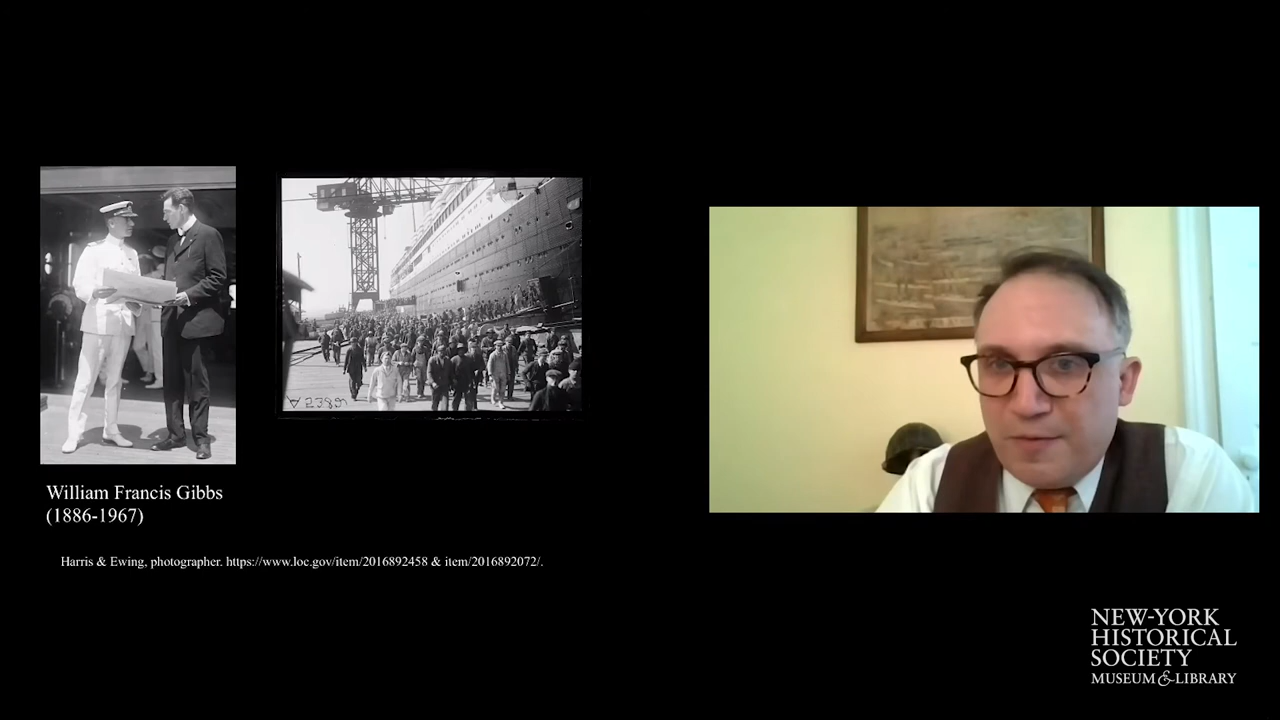 William Francis Gibbs
(1886-1967)
Harris & Ewing, photographer. https://www.loc.gov/item/2016892458 & item/2016892072/.
NEW-YORK
HISTORICAL
SOCIETY
MUSEUM & LIBRARY